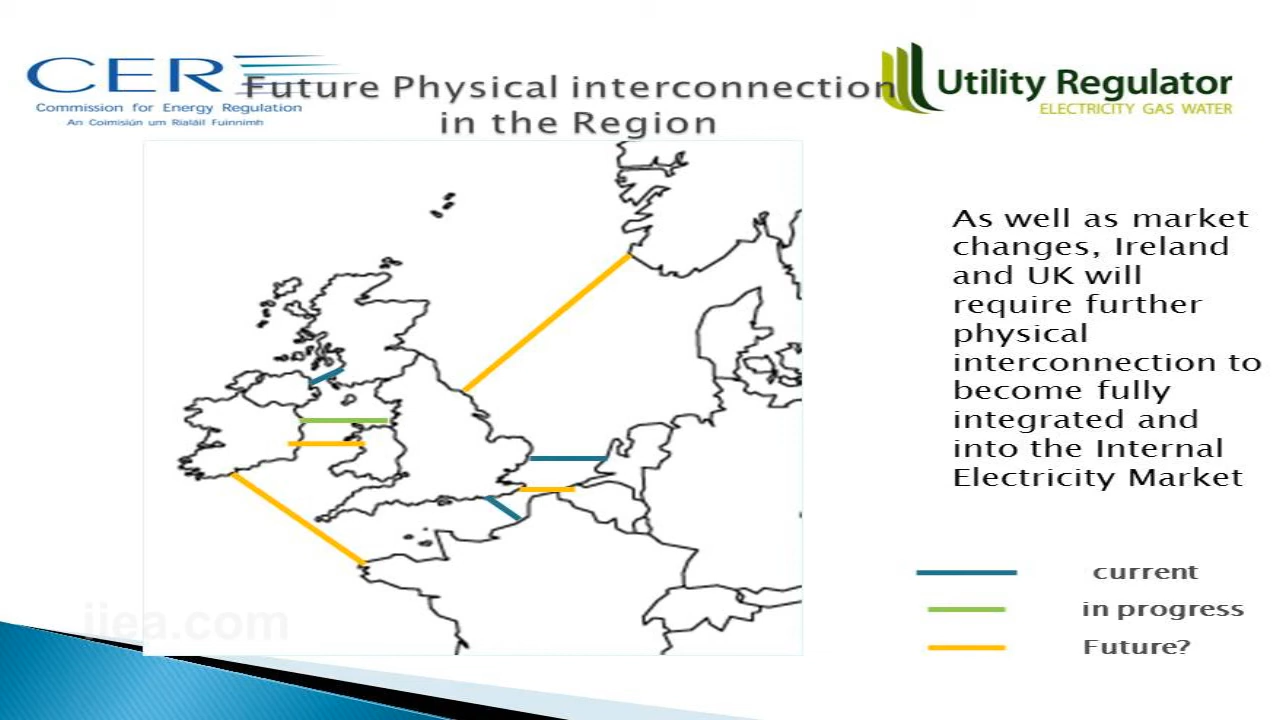 CER
Commission for Energy Regulation
An Coimisiún um Rialáil Fuinnimh
Future Physical interconnection
in the Region
Utility Regulator
ELECTRICITY GAS WATER
As well as market
changes, Ireland
and UK will
require further
physical
interconnection to
become fully
integrated and
into the Internal
Electricity Market
current
in progress
Future?
iiea.com